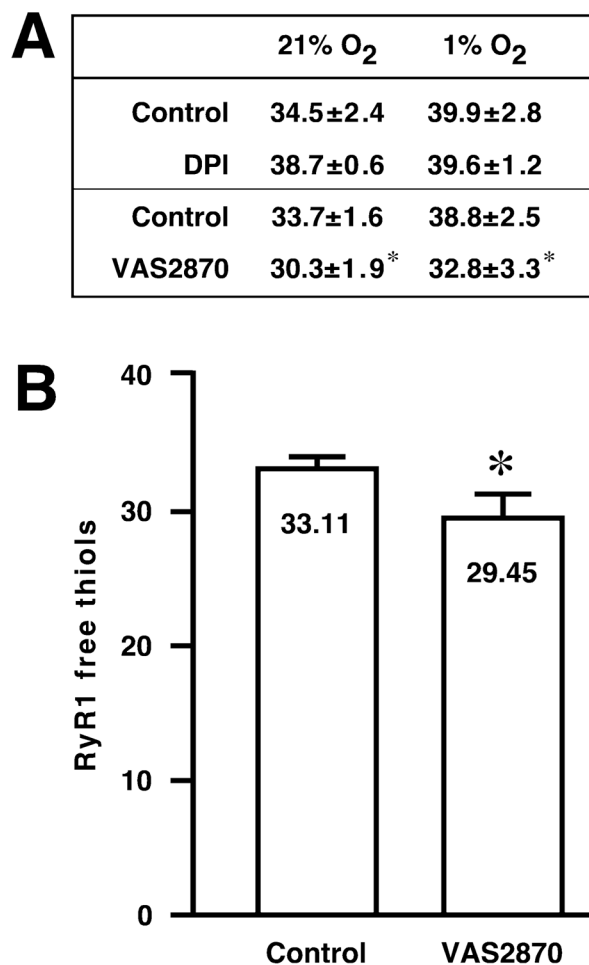 A
21% O2 1% O2
Control 34.5±2.4 39.9±2.8
DPI 38.7±0.6 39.6±1.2
Control 33.7±1.6 38.8±2.5
VAS2870 30.3±1.9* 32.8±3.3*
B
RyR1 free thiols
40
30
20
10
0
33.11
*
29.45
Control VAS2870